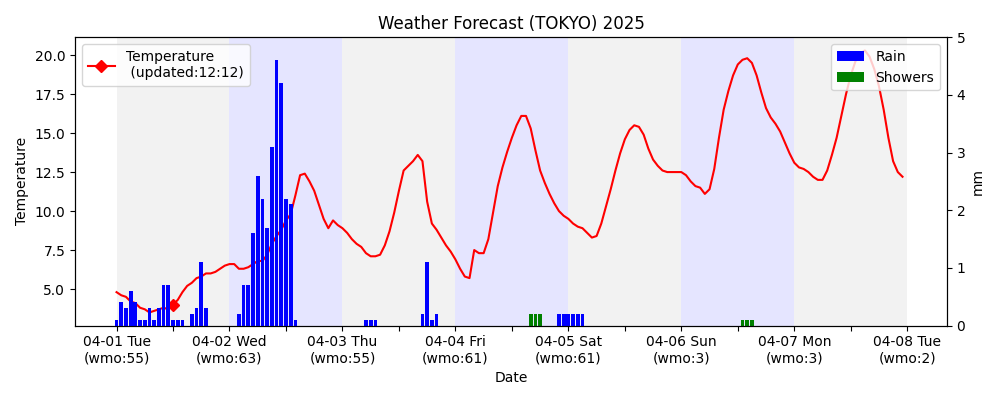 Weather Forecast (TOKYO) 2025
Temperature
(updated:12:12)
Rain
Showers
20.0
17.5
15.0
12.5
10.0
7.5
5.0
Temperature
5
4
3
2
1
0
mm
04-01 Tue
(wmo:55)
04-02 Wed
(wmo:63)
04-03 Thu
(wmo:55)
04-04 Fri
(wmo:61)
04-05 Sat
(wmo:61)
04-06 Sun
(wmo:3)
04-07 Mon
(wmo:3)
04-08 Tue
(wmo:2)
Date